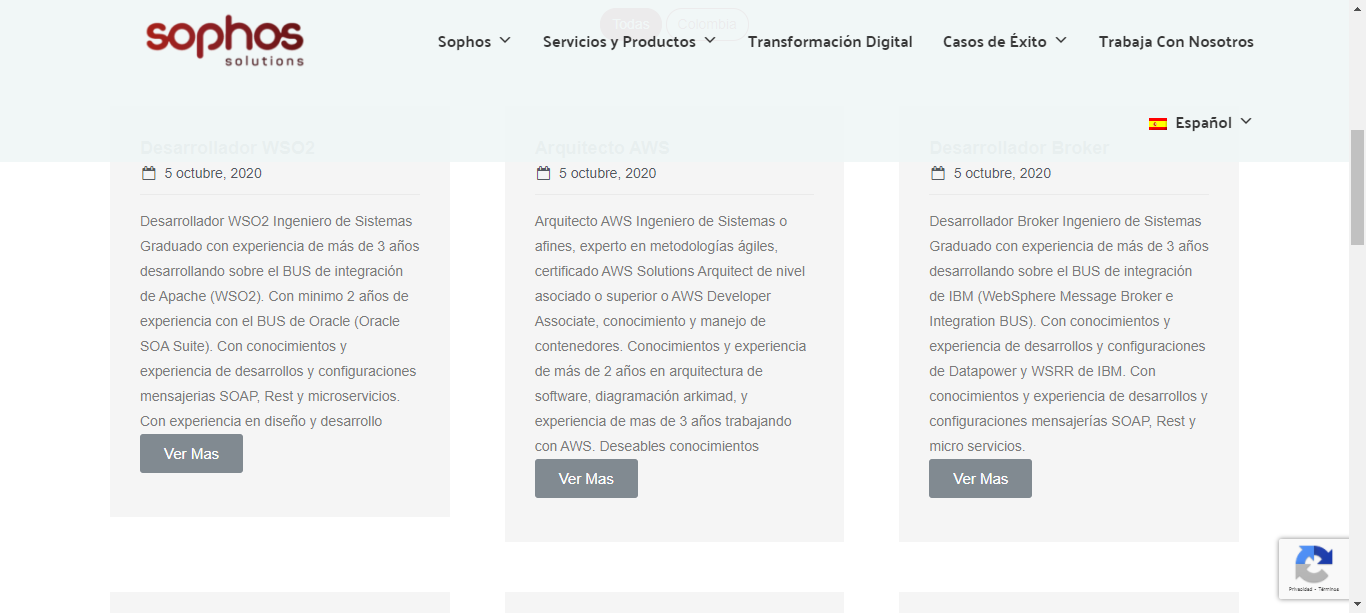 sophos
solutions
Todas
Colombia
Sophos
Servicios y Productos
Transformación Digital
Casos de Éxito
Trabaja Con Nosotros
Español
Desarrollador WSO2
5 octubre, 2020
Desarrollador WSO2 Ingeniero de Sistemas
Graduado con experiencia de más de 3 años
desarrollando sobre el BUS de integración
de Apache (WSO2). Con minimo 2 años de
experiencia con el BUS de Oracle (Oracle
SOA Suite). Con conocimientos y
experiencia de desarrollos y configuraciones
mensajerias SOAP, Rest y microservicios.
Con experiencia en diseño y desarrollo
Ver Mas
Arquitecto AWS
5 octubre, 2020
Arquitecto AWS Ingeniero de Sistemas o
afines, experto en metodologías ágiles,
certificado AWS Solutions Arquitect de nivel
asociado o superior o AWS Developer
Associate, conocimiento y manejo de
contenedores. Conocimientos y experiencia
de más de 2 años en arquitectura de
software, diagramación arkimad, y
experiencia de mas de 3 años trabajando
con AWS. Deseables conocimientos
Ver Mas
Desarrollador Broker
5 octubre, 2020
Desarrollador Broker Ingeniero de Sistemas
Graduado con experiencia de más de 3 años
desarrollando sobre el BUS de integración
de IBM (WebSphere Message Broker e
Integration BUS). Con conocimientos y
experiencia de desarrollos y configuraciones
de Datapower y WSRR de IBM. Con
conocimientos y experiencia de desarrollos y
configuraciones mensajerías SOAP, Rest y
micro servicios.
Ver Mas
Privacidad - Términos